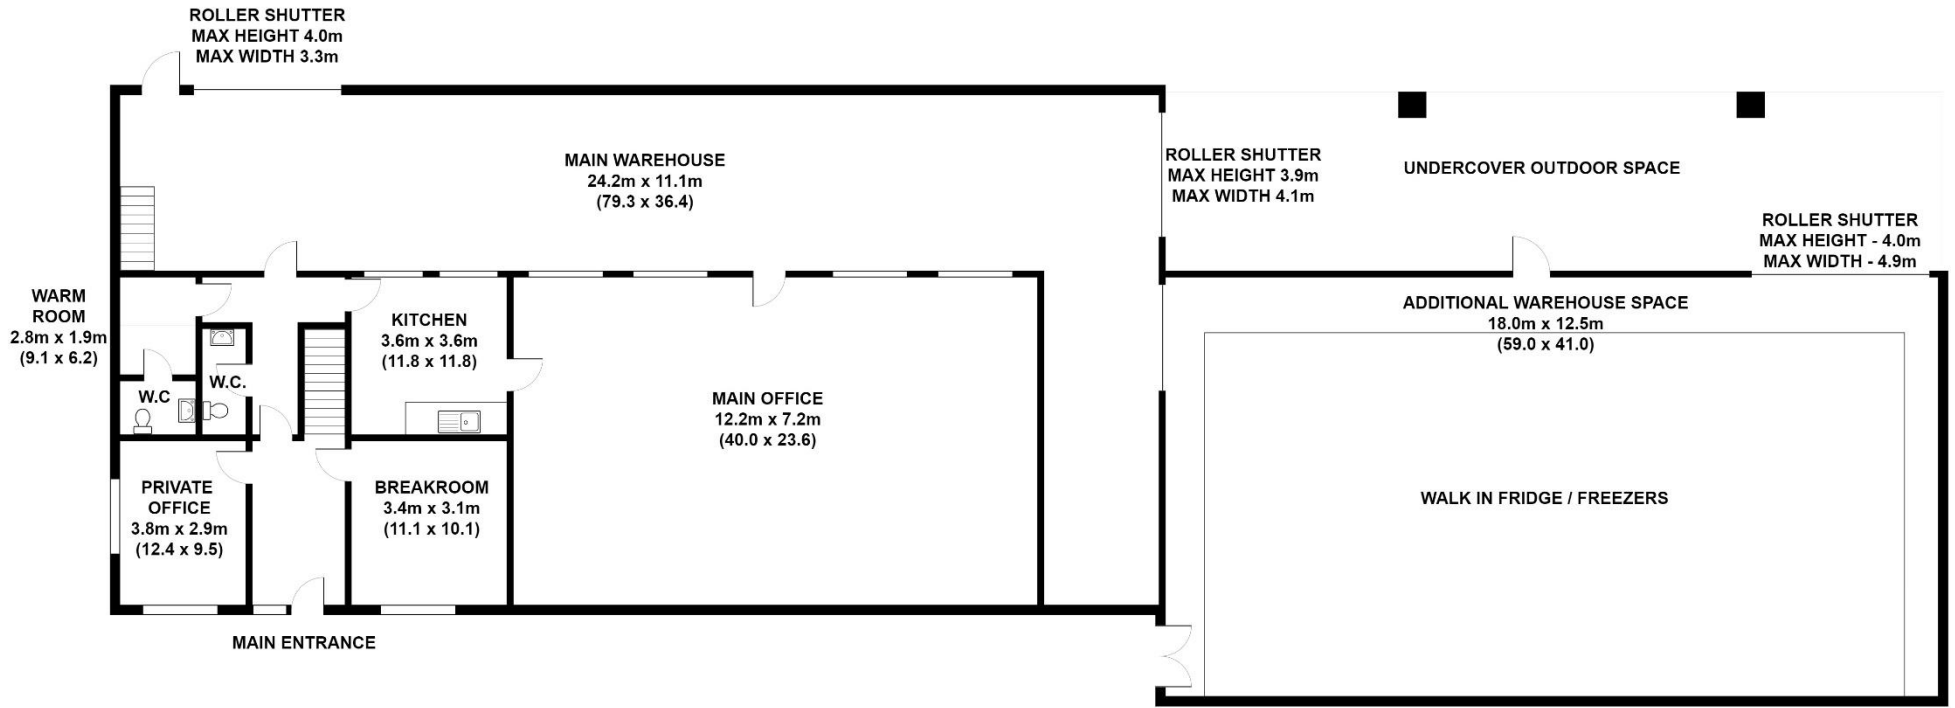 ROLLER SHUTTER
MAX HEIGHT 4.0m
MAX WIDTH 3.3m
MAIN WAREHOUSE
24.2m x 11.1m
(79.3 x 36.4)
ROLLER SHUTTER
MAX HEIGHT 3.9m
MAX WIDTH 4.1m
UNDERCOVER OUTDOOR SPACE
ROLLER SHUTTER
MAX HEIGHT - 4.0m
MAX WIDTH - 4.9m
WARM
ROOM
2.8m x 1.9m
(9.1 x 6.2)
KITCHEN
3.6m x 3.6m
(11.8 x 11.8)
ADDITIONAL WAREHOUSE SPACE
18.0m x 12.5m
(59.0 x 41.0)
W.C
W.C.
MAIN OFFICE
12.2m x 7.2m
(40.0 x 23.6)
PRIVATE
OFFICE
3.8m x 2.9m
(12.4 x 9.5)
BREAKROOM
3.4m x 3.1m
(11.1 x 10.1)
WALK IN FRIDGE / FREEZERS
MAIN ENTRANCE